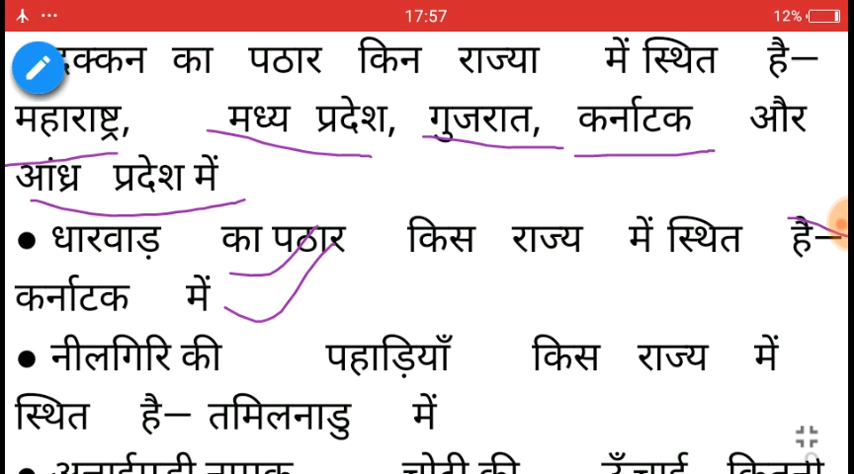 17:57
12%
दक्कन का पठार किन राज्या में स्थित है–
महाराष्ट्र, मध्य प्रदेश, गुजरात, कर्नाटक और
आंध्र प्रदेश में
● धारवाड़ का पठार किस राज्य में स्थित है–
कर्नाटक में
● नीलगिरि की पहाड़ियाँ किस राज्य में
स्थित है– तमिलनाडु में